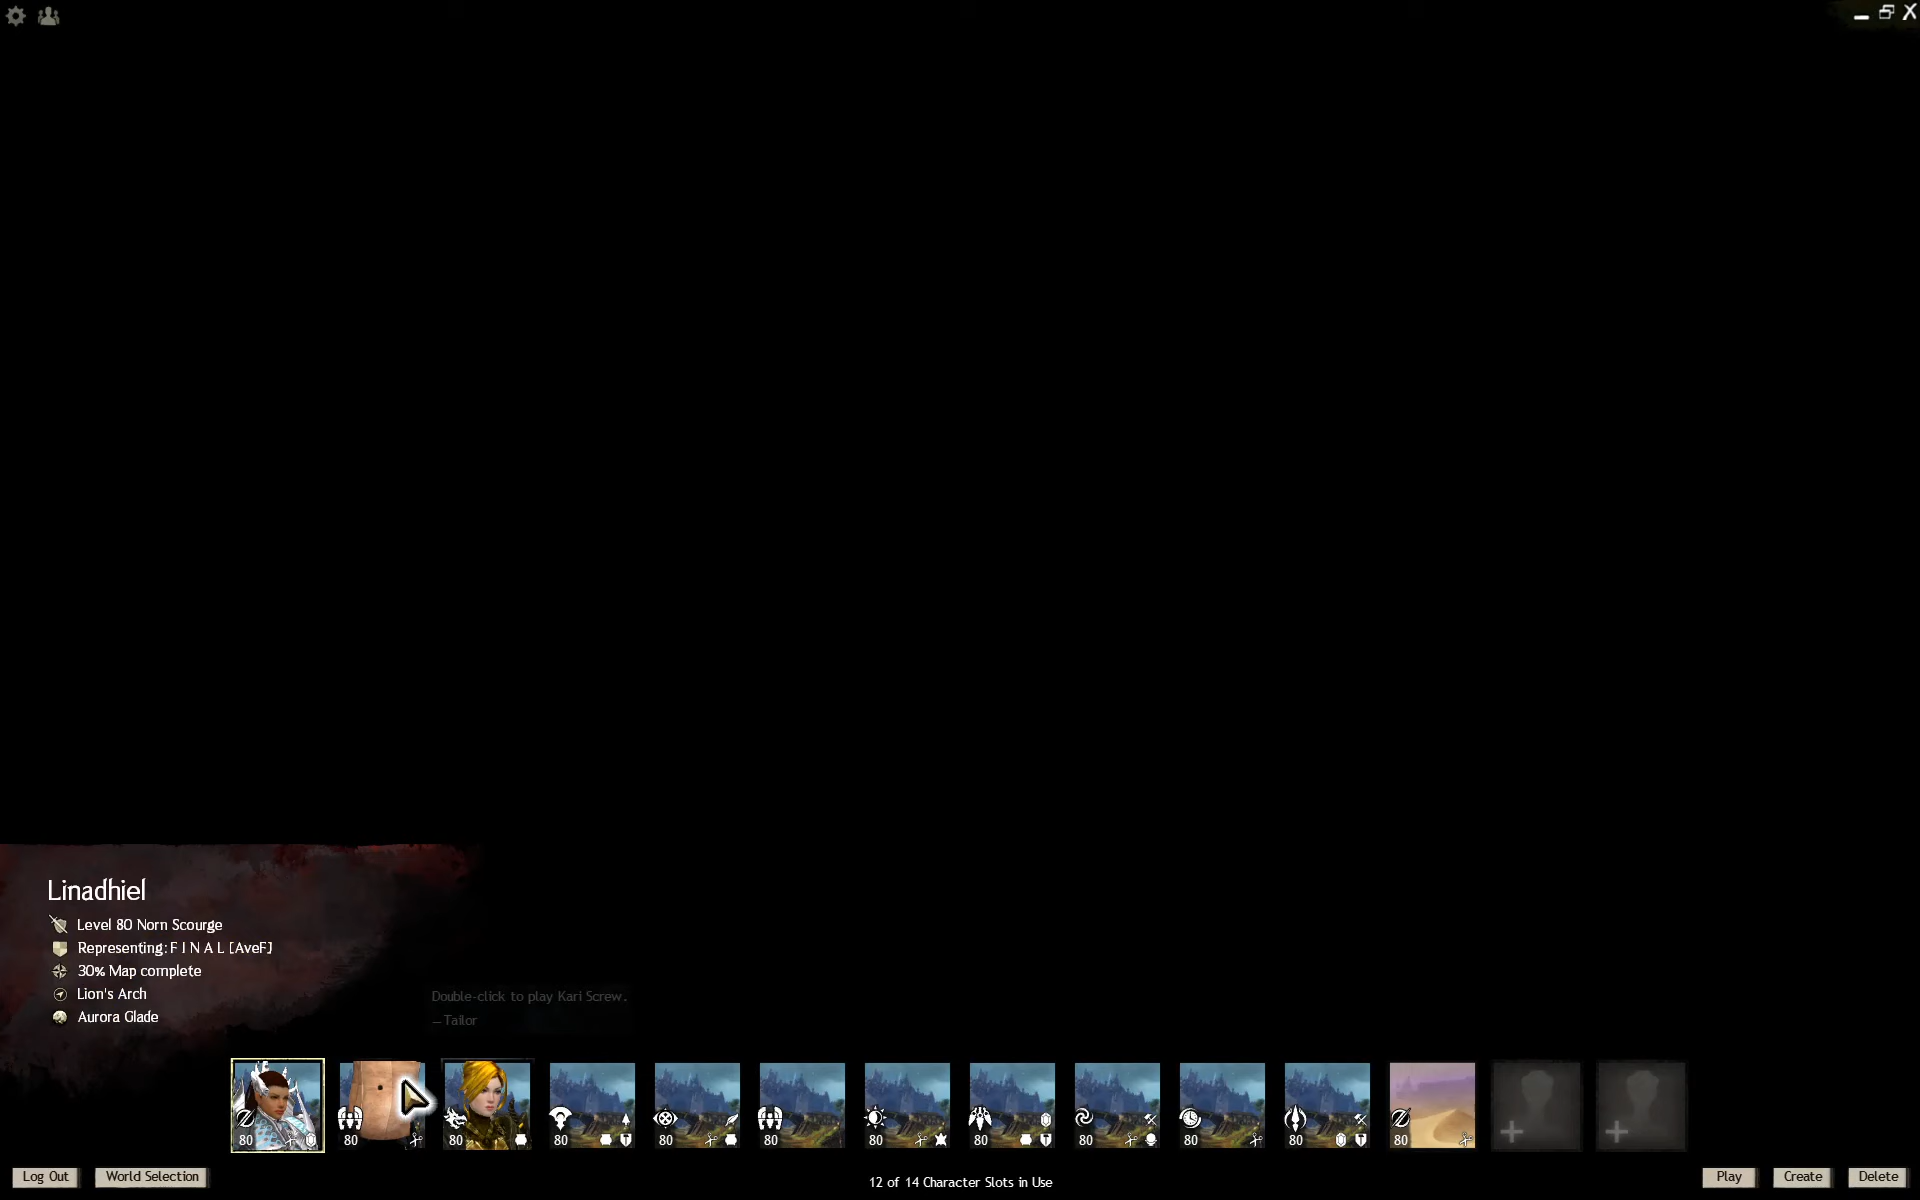 Linadhiel
Level 80 Norn Scourge
Representing: F I N A L [AveF]
30% Map complete
Lion's Arch
Aurora Glade
Double-click to play Kari Screw.
—Tailor
80
80
80
80
80
80
80
80
80
80
80
80
Log Out
World Selection
12 of 14 Character Slots in Use
Play
Create
Delete